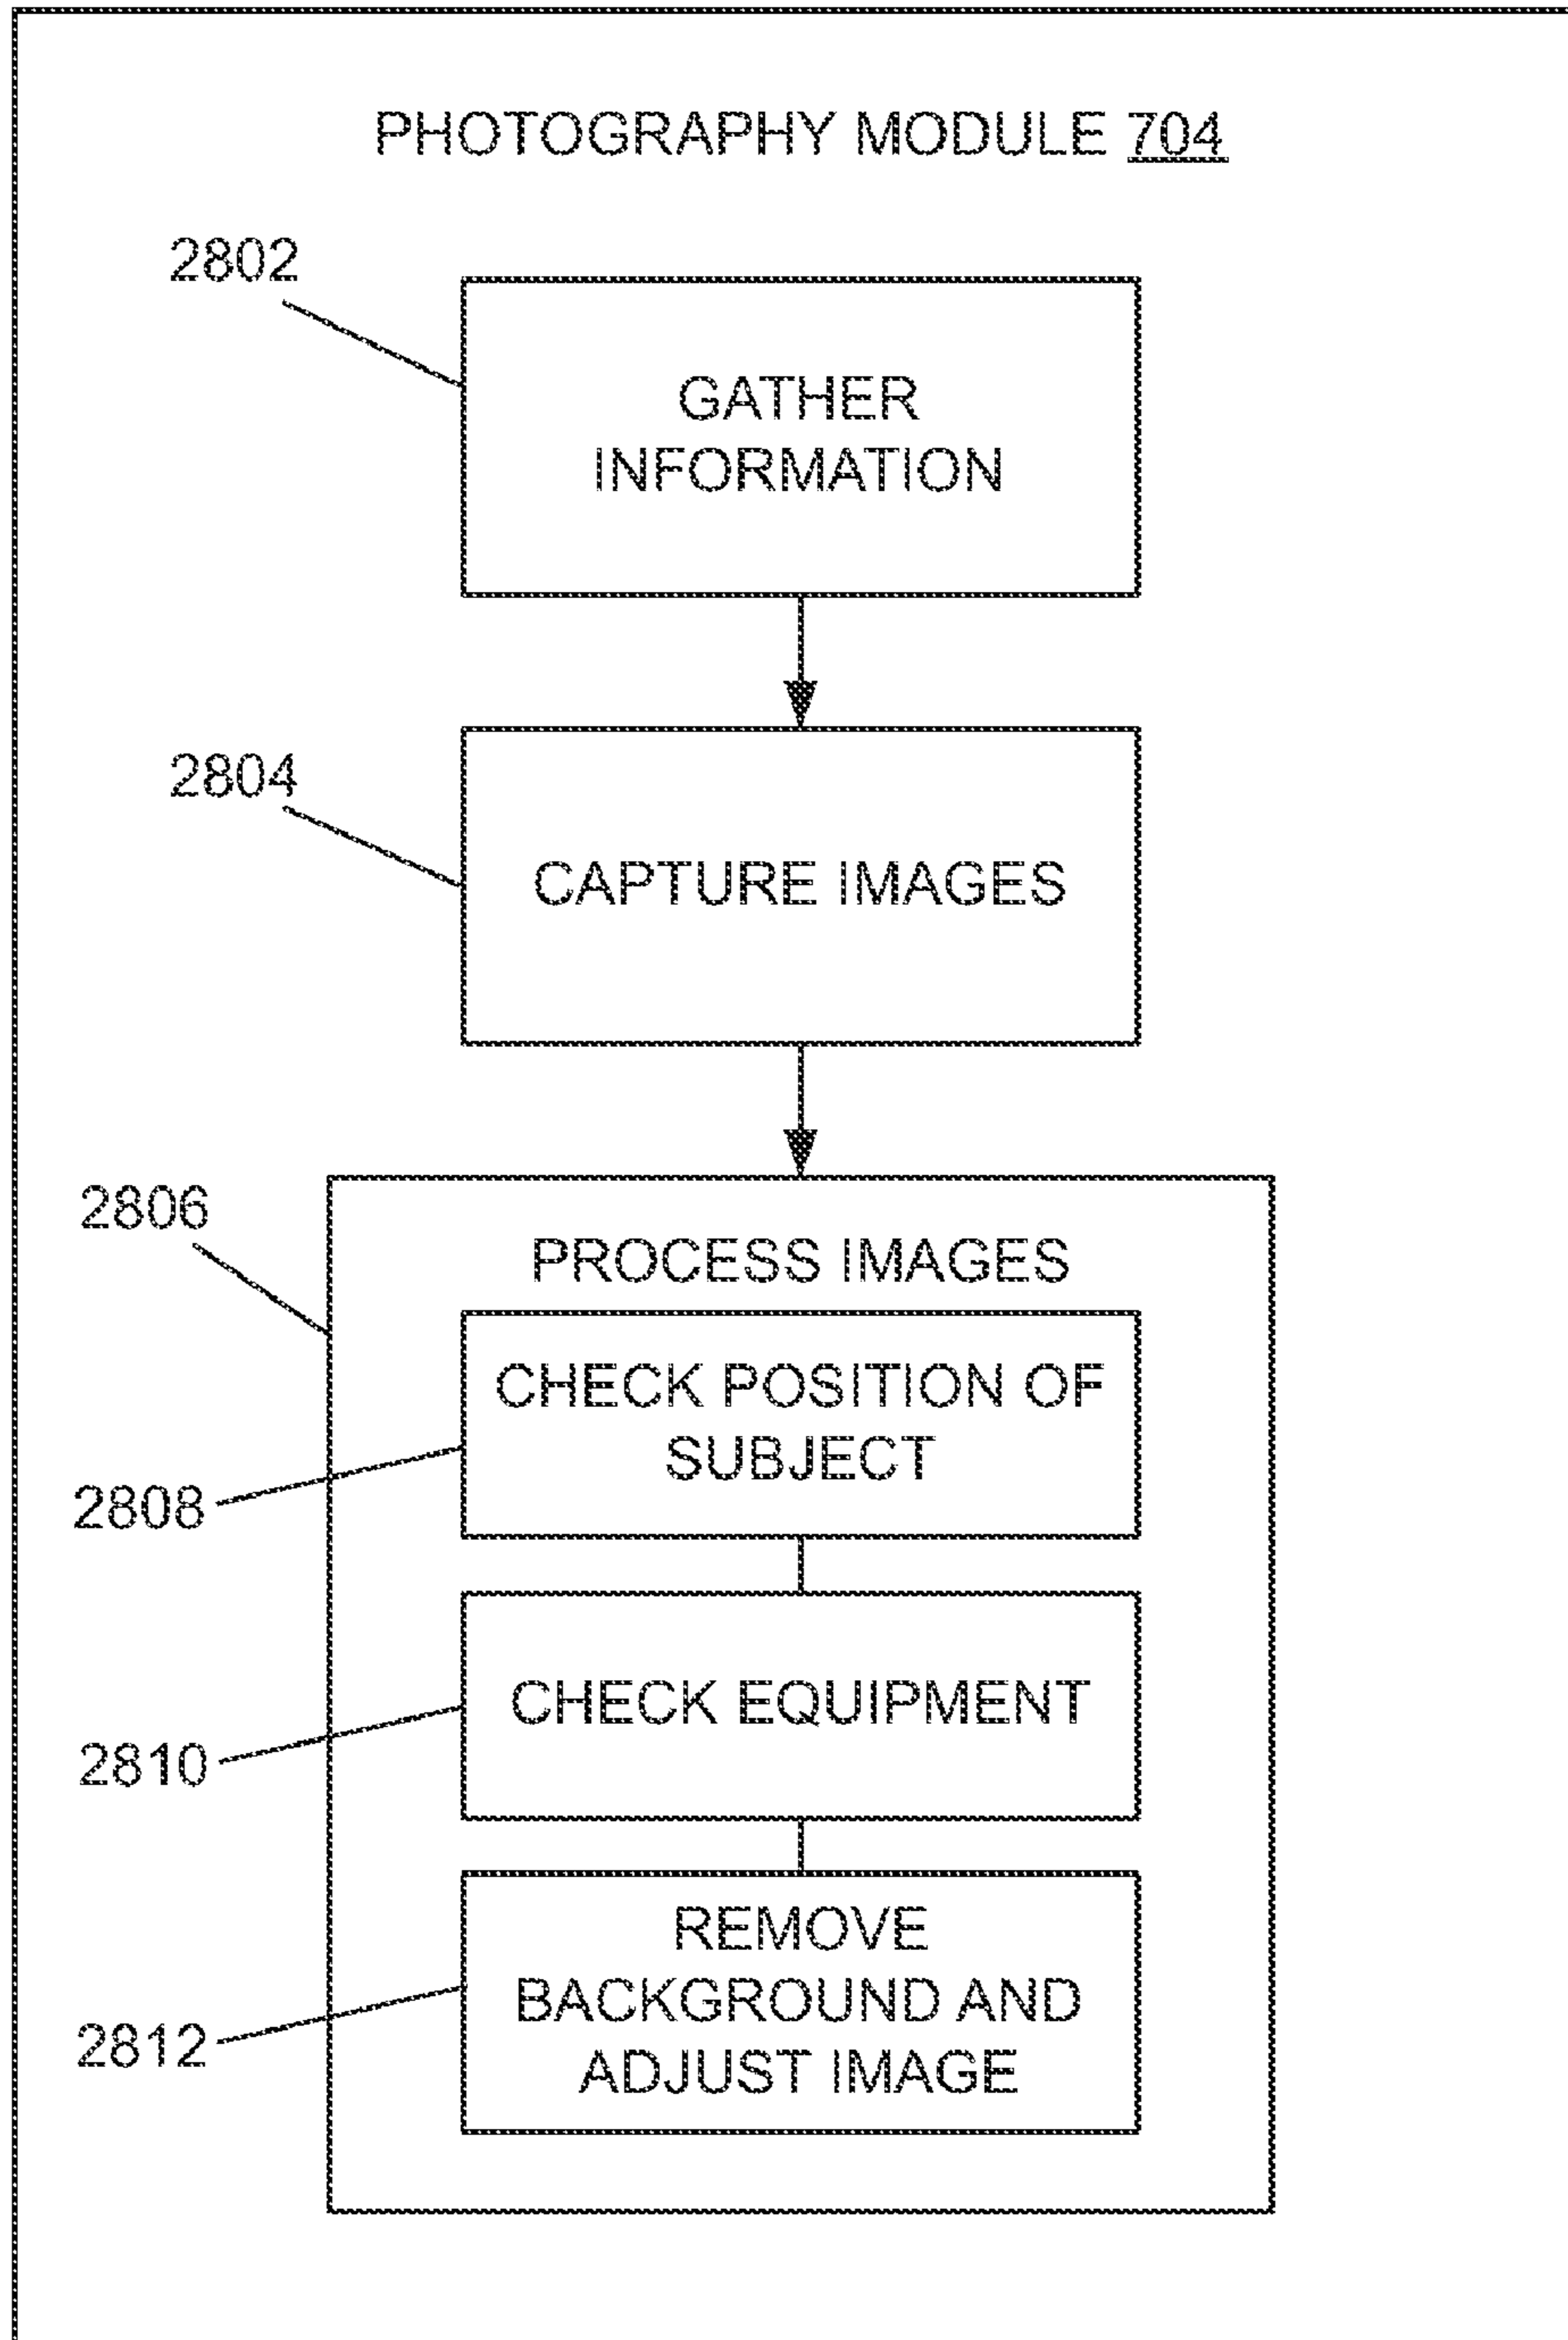 PHOTOGRAPHY MODULE 704
2802
GATHER
INFORMATION
2804
CAPTURE IMAGES
2806
PROCESS IMAGES
CHECK POSITION OF
SUBJECT
2808
CHECK EQUIPMENT
2810
REMOVE
BACKGROUND AND
ADJUST IMAGE
2812